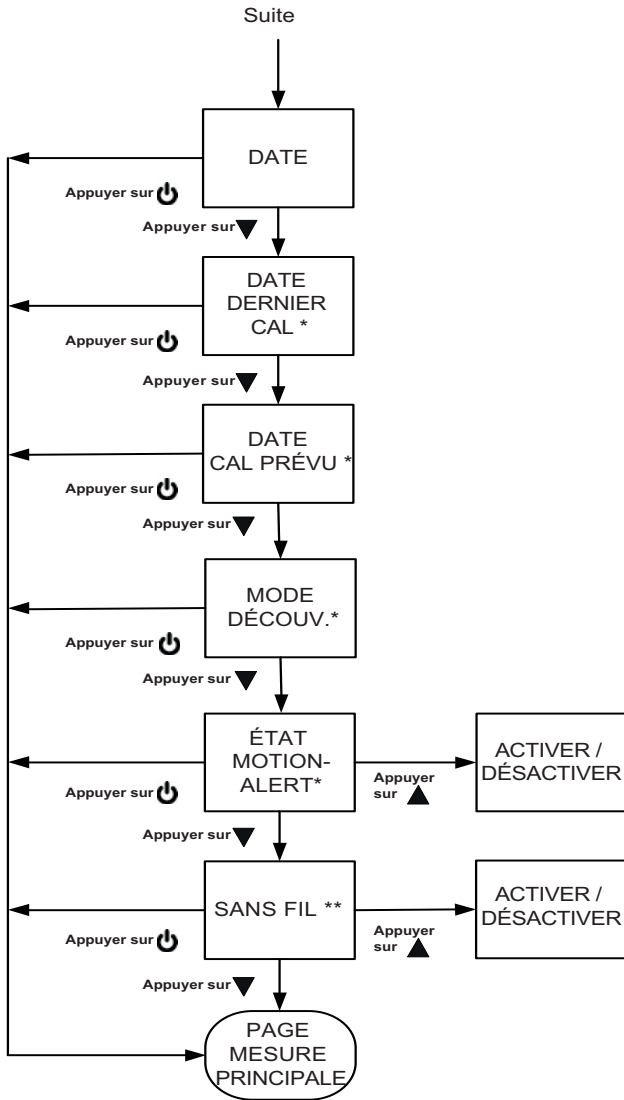 Suite
DATE
Appuyer sur
Appuyer sur
DATE
DERNIER
CAL *
Appuyer sur
Appuyer sur
DATE
CAL PRÉVU *
Appuyer sur
Appuyer sur
MODE
DÉCOUV.*
Appuyer sur
Appuyer sur
ÉTAT
MOTION-
ALERT*
Appuyer
sur
ACTIVER /
DÉSACTIVER
Appuyer sur
Appuyer sur
SANS FIL **
Appuyer
sur
ACTIVER /
DÉSACTIVER
Appuyer sur
Appuyer sur
PAGE
MESURE
PRINCIPALE